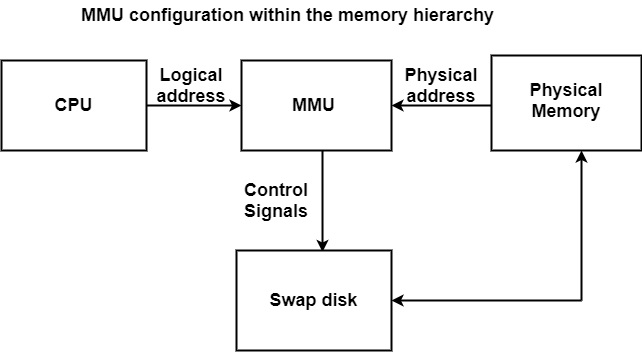 MMU configuration within the memory hierarchy
CPU
Logical
address
MMU
Physical
address
Physical
Memory
Control
Signals
Swap disk